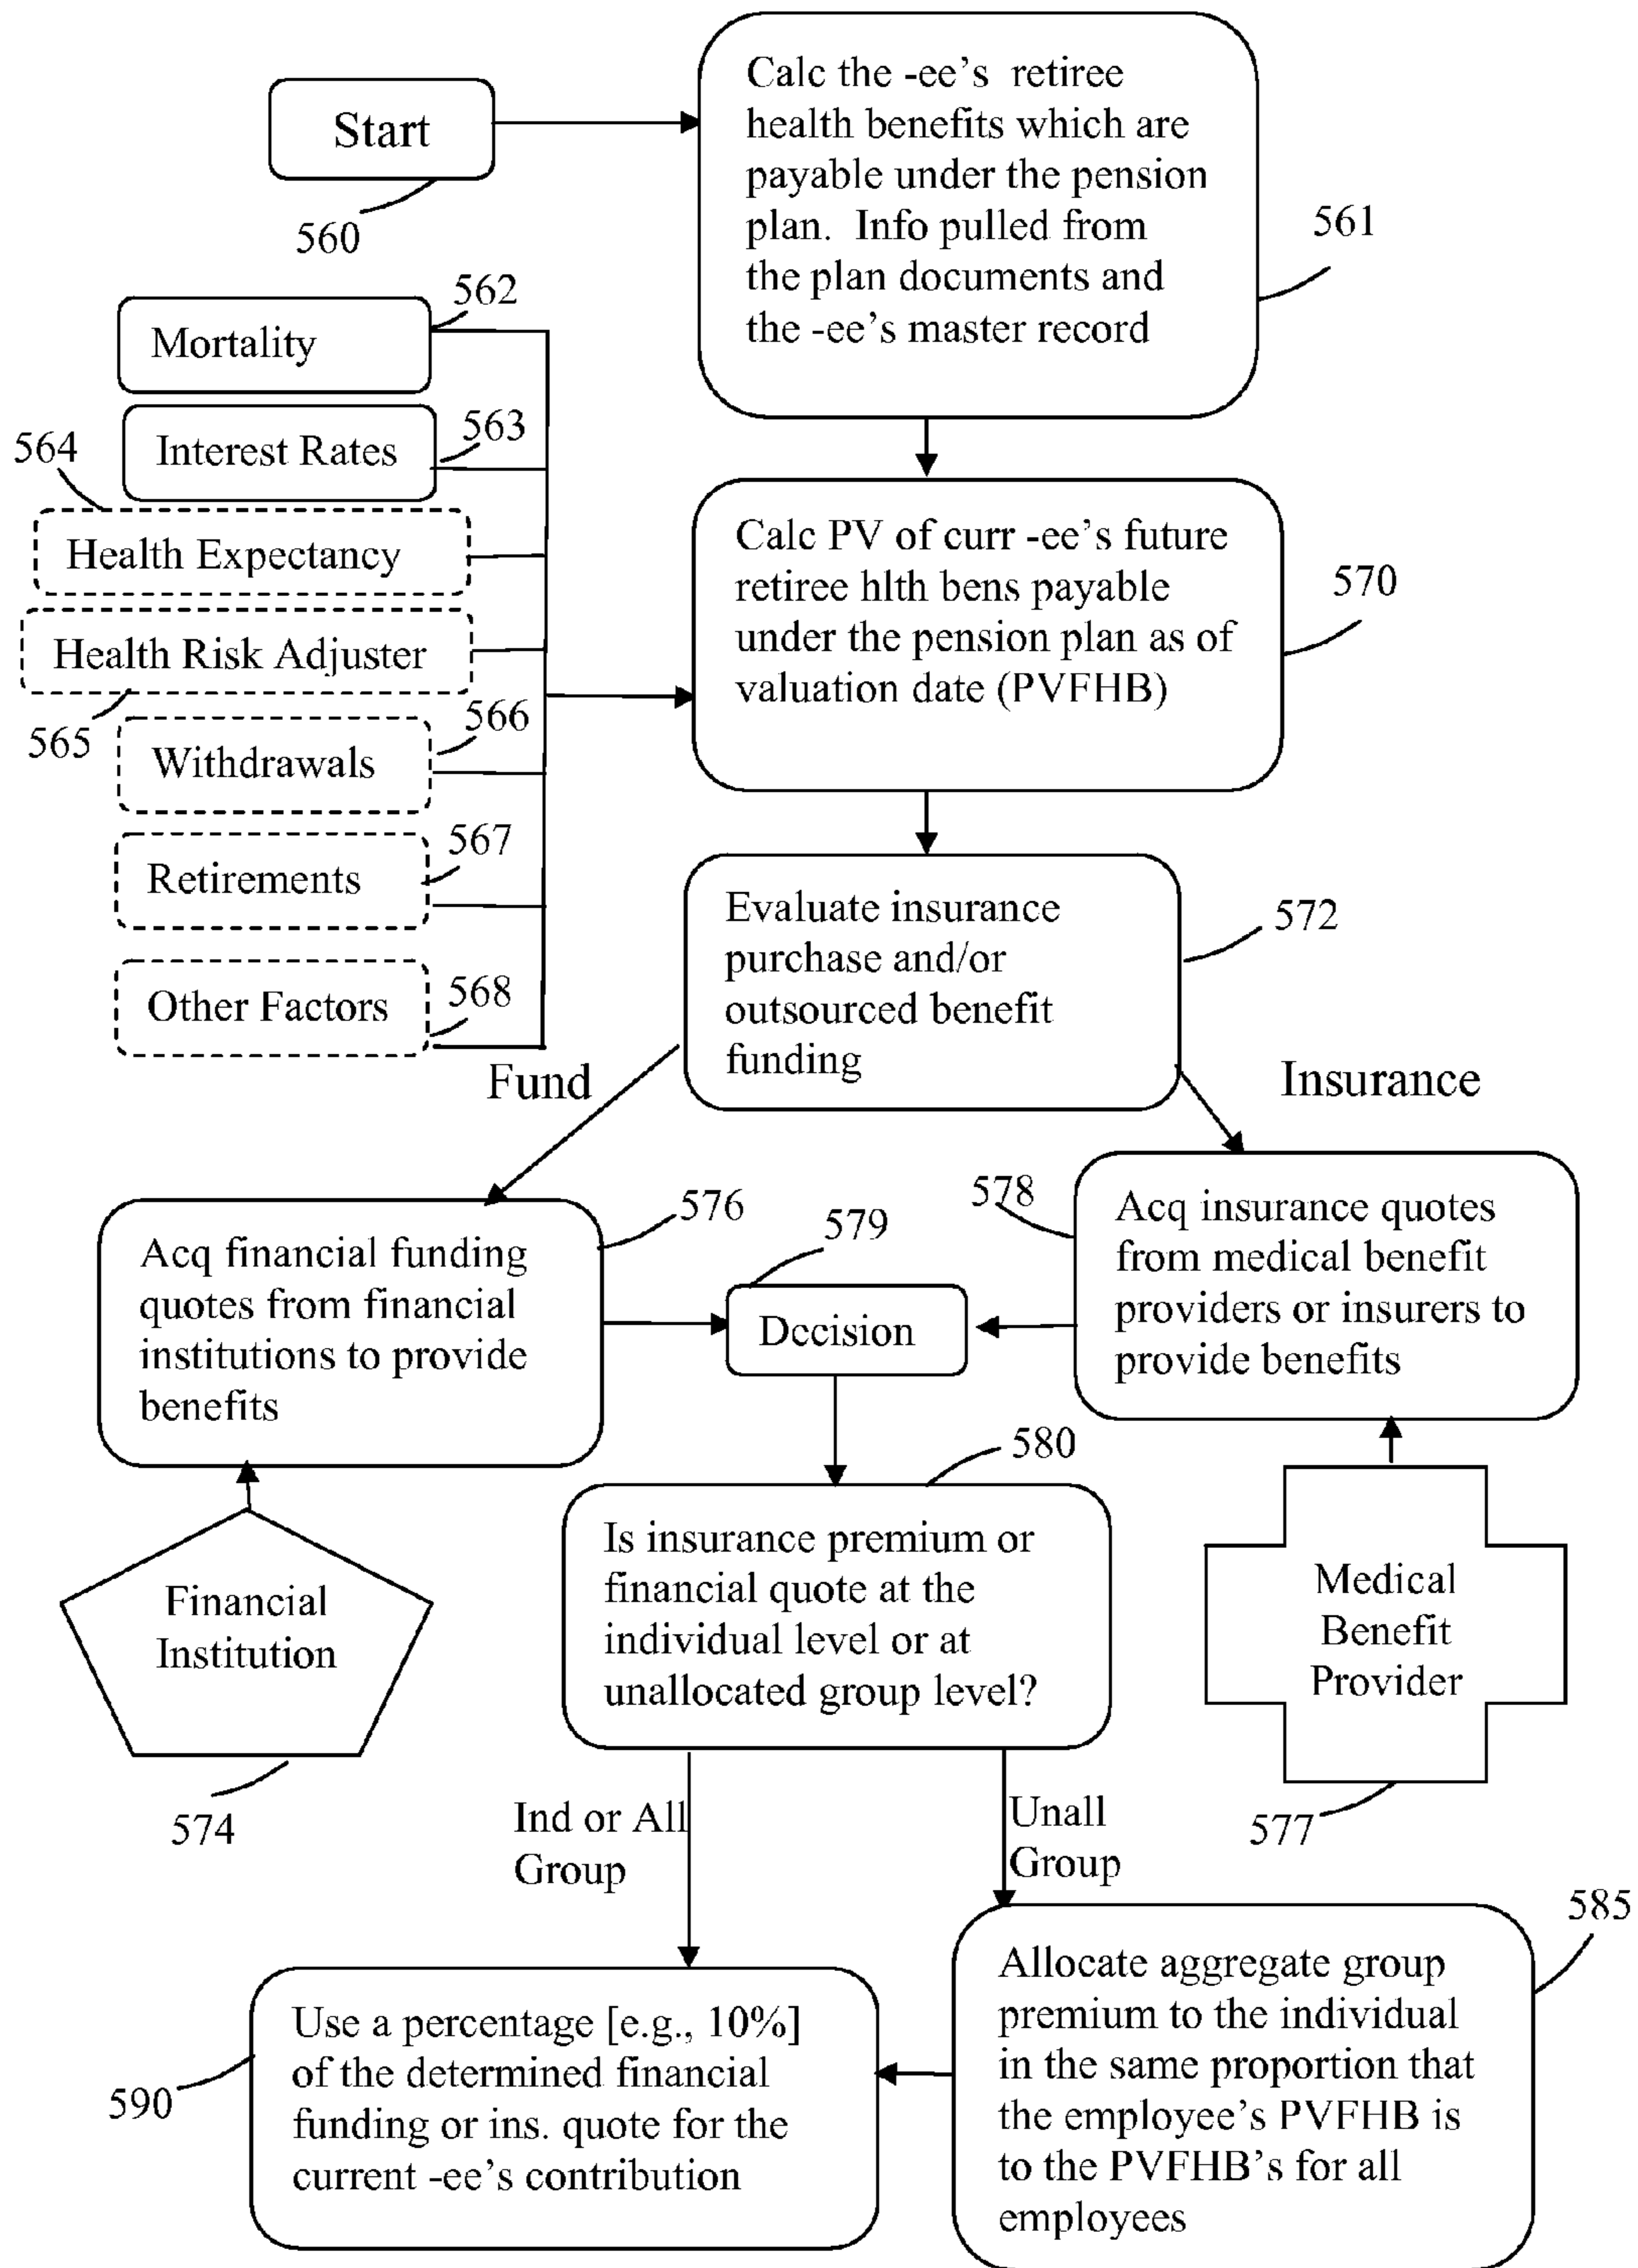 Start
560
Calc the -ee's retiree
health benefits which are
payable under the pension
plan. Info pulled from
the plan documents and
the -ee's master record
561
Mortality
562
Interest Rates
563
564
Health Expectancy
Health Risk Adjuster
565
Withdrawals
566
Retirements
567
Other Factors
568
Calc PV of curr -ee's future
retiree hlth bens payable
under the pension plan as of
valuation date (PVFHB)
570
Evaluate insurance
purchase and/or
outsourced benefit
funding
572
Fund
Insurance
Acq financial funding
quotes from financial
institutions to provide
benefits
576
579
Decision
578
Acq insurance quotes
from medical benefit
providers or insurers to
provide benefits
580
Is insurance premium or
financial quote at the
individual level or at
unallocated group level?
Financial
Institution
574
Medical
Benefit
Provider
577
Ind or All
Group
Unall
Group
585
Allocate aggregate group
premium to the individual
in the same proportion that
the employee's PVFHB is
to the PVFHB's for all
employees
Use a percentage [e.g., 10%]
of the determined financial
funding or ins. quote for the
current -ee's contribution
590